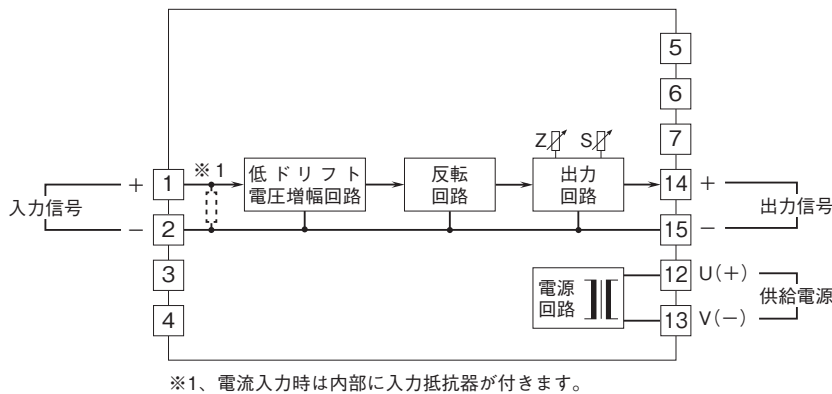 5
6
7
※1
Z
S
入力信号
+
1
低ドリフト
電圧増幅回路
反転
回路
出力
回路
14
+
出力信号
−
2
15
−
3
4
電源
回路
12
U(+)
供給電源
13
V(−)
※1、電流入力時は内部に入力抵抗器が付きます。